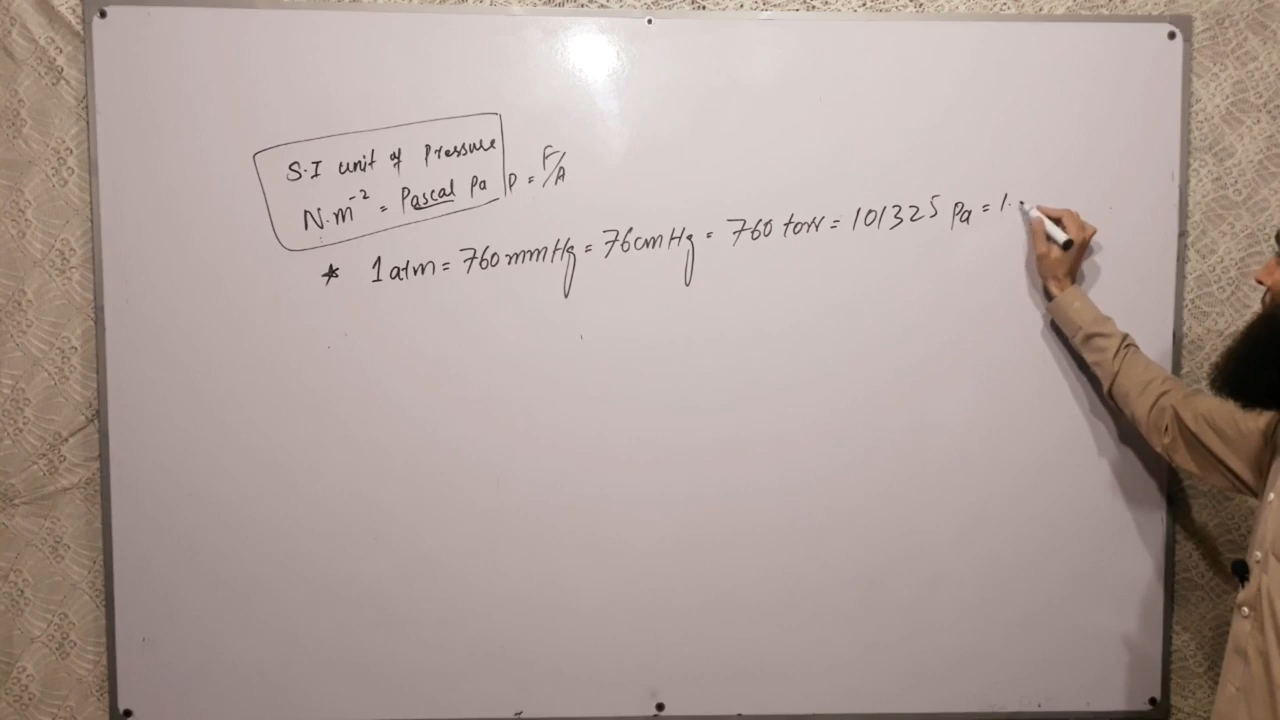 S.I unit of Pressure
N.m⁻² = Pascal Pa P = F/A
* 1 atm = 760 mmHg = 76cmHg = 760 torr = 101325 Pa = 1.